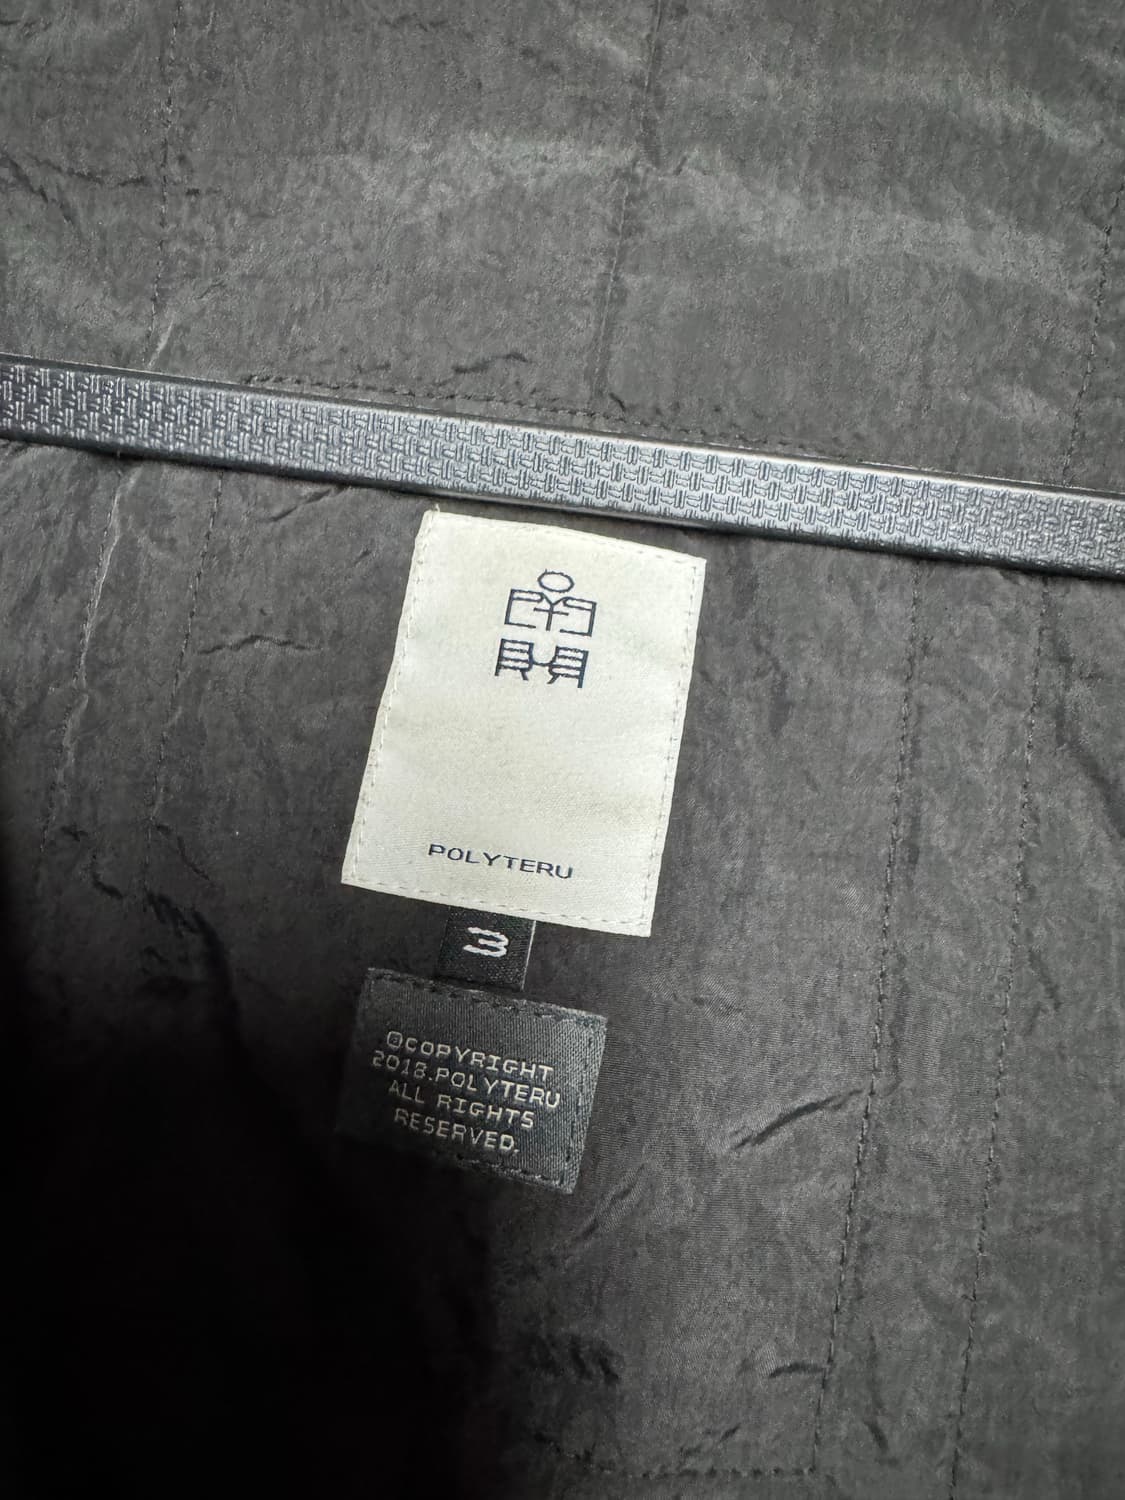 POLYTERU
3
©COPYRIGHT
2018.POLYTERU
ALL RIGHTS
RESERVED.